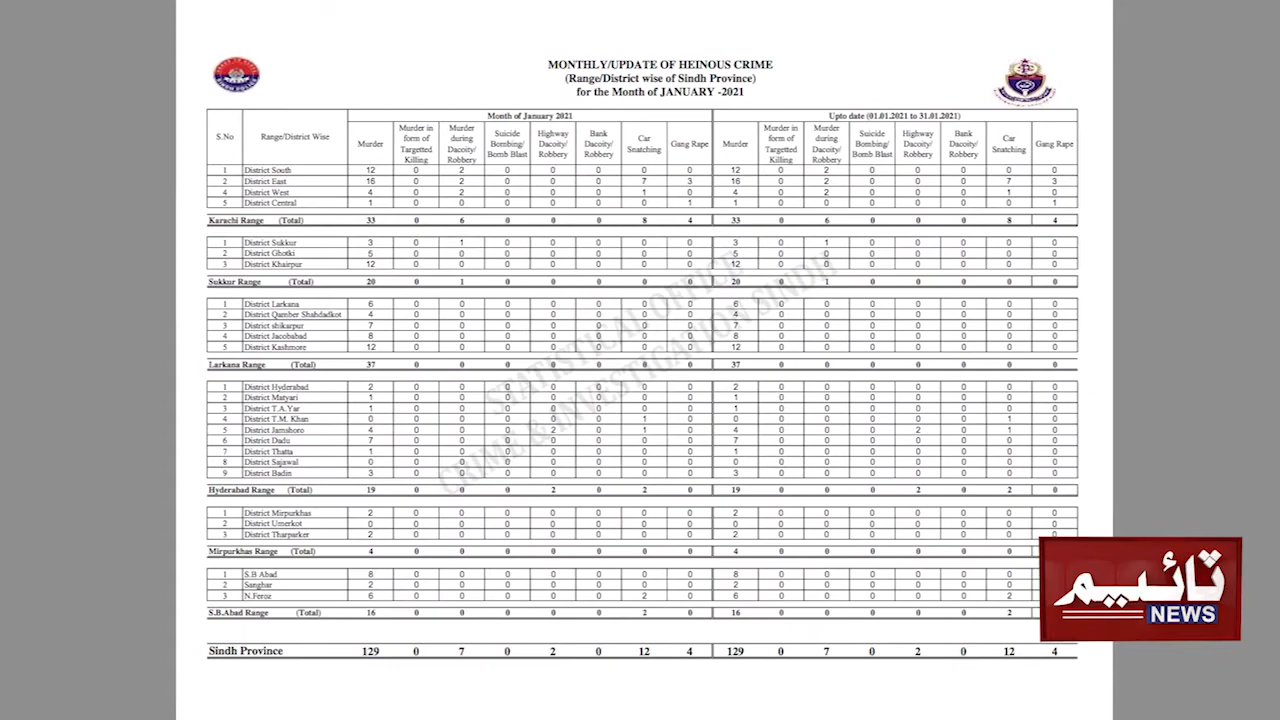 MONTHLY/UPDATE OF HEINOUS CRIME
(Range/District wise of Sindh Province)
for the Month of JANUARY -2021
Month of January 2021 Upto date (01.01.2021 to 31.01.2021)
S.No Range/District Wise Murder Murder in form of Targetted Killing Murder during Dacoity/ Robbery Suicide Bombing/ Bomb Blast Highway Dacoity/ Robbery Bank Dacoity/ Robbery Car Snatching Gang Rape Murder Murder in form of Targetted Killing Murder during Dacoity/ Robbery Suicide Bombing/ Bomb Blast Highway Dacoity/ Robbery Bank Dacoity/ Robbery Car Snatching Gang Rape
1 District South 12 0 2 0 0 0 0 0 12 0 2 0 0 0 0 0
2 District East 16 0 2 0 0 0 7 3 16 0 2 0 0 0 7 3
4 District West 4 0 2 0 0 0 1 0 4 0 2 0 0 0 1 0
5 District Central 1 0 0 0 0 0 0 1 1 0 0 0 0 0 0 1
Karachi Range (Total) 33 0 6 0 0 0 8 4 33 0 6 0 0 0 8 4
1 District Sukkur 3 0 1 0 0 0 0 0 3 0 1 0 0 0 0 0
2 District Ghotki 5 0 0 0 0 0 0 0 5 0 0 0 0 0 0 0
3 District Khairpur 12 0 0 0 0 0 0 0 12 0 0 0 0 0 0 0
Sukkur Range (Total) 20 0 1 0 0 0 0 0 20 0 1 0 0 0 0 0
1 District Larkana 6 0 0 0 0 0 0 0 6 0 0 0 0 0 0 0
2 District Qamber Shahdadkot 4 0 0 0 0 0 0 0 4 0 0 0 0 0 0 0
3 District shikarpur 7 0 0 0 0 0 0 0 7 0 0 0 0 0 0 0
4 District Jacobabad 8 0 0 0 0 0 0 0 8 0 0 0 0 0 0 0
5 District Kashmore 12 0 0 0 0 0 0 0 12 0 0 0 0 0 0 0
Larkana Range (Total) 37 0 0 0 0 0 0 0 37 0 0 0 0 0 0 0
1 District Hyderabad 2 0 0 0 0 0 0 0 2 0 0 0 0 0 0 0
2 District Matyari 1 0 0 0 0 0 0 0 1 0 0 0 0 0 0 0
3 District T.A.Yar 1 0 0 0 0 0 0 0 1 0 0 0 0 0 0 0
4 District T.M. Khan 0 0 0 0 0 0 1 0 0 0 0 0 0 0 1 0
5 District Jamshoro 4 0 0 0 2 0 1 0 4 0 0 0 2 0 1 0
6 District Dadu 7 0 0 0 0 0 0 0 7 0 0 0 0 0 0 0
7 District Thatta 1 0 0 0 0 0 0 0 1 0 0 0 0 0 0 0
8 District Sajawal 0 0 0 0 0 0 0 0 0 0 0 0 0 0 0 0
9 District Badin 3 0 0 0 0 0 0 0 3 0 0 0 0 0 0 0
Hyderabad Range (Total) 19 0 0 0 2 0 2 0 19 0 0 0 2 0 2 0
1 District Mirpurkhas 2 0 0 0 0 0 0 0 2 0 0 0 0 0 0 0
2 District Umerkot 0 0 0 0 0 0 0 0 0 0 0 0 0 0 0 0
3 District Tharparker 2 0 0 0 0 0 0 0 2 0 0 0 0 0 0 0
Mirpurkhas Range (Total) 4 0 0 0 0 0 0 0 4 0 0 0 0 0 0
1 S.B Abad 8 0 0 0 0 0 0 0 8 0 0 0 0 0 0
2 Sanghar 2 0 0 0 0 0 0 0 2 0 0 0 0 0 0
3 N.Feroz 6 0 0 0 0 0 2 0 6 0 0 0 0 0 2
S.B.Abad Range (Total) 16 0 0 0 0 0 2 0 16 0 0 0 0 0 2
Sindh Province 129 0 7 0 2 0 12 4 129 0 7 0 2 0 12 4
STATISTICAL OFFICE
CRIME & INVESTIGATION SINDH
ٹائیم
NEWS